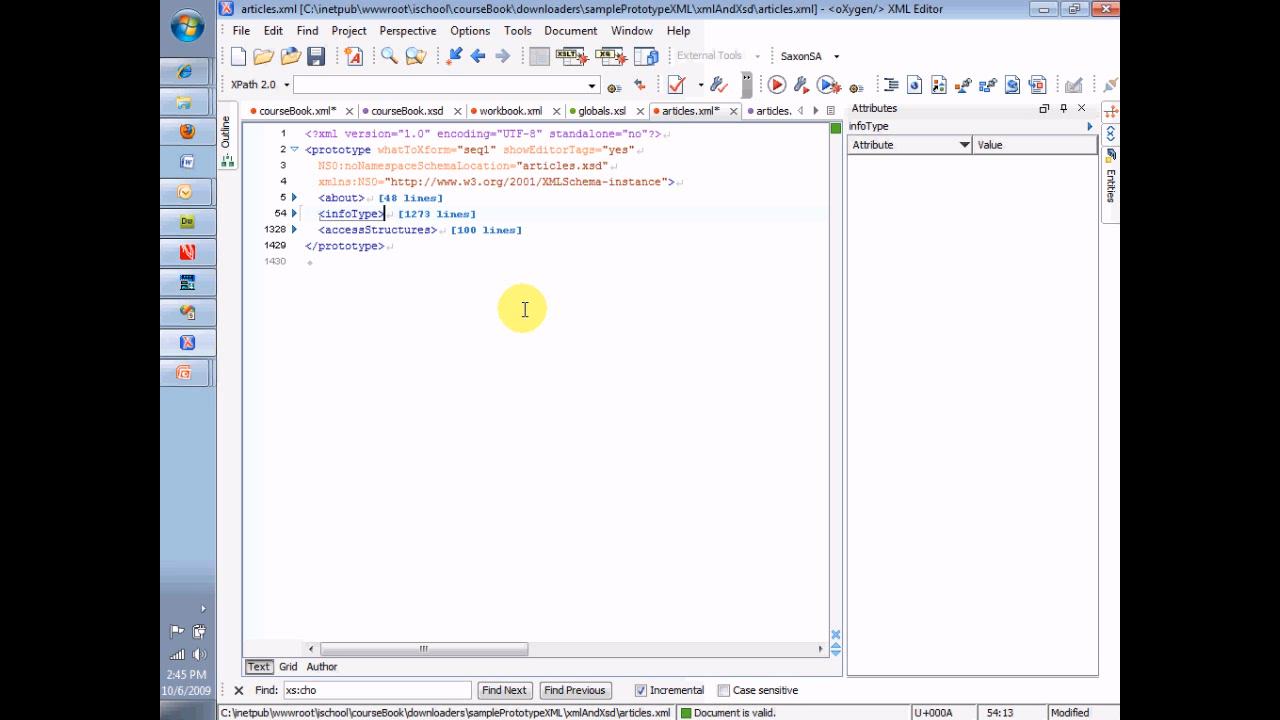 articles.xml [C:\inetpub\wwwroot\ischool\courseBook\downloaders\samplePrototypeXML\xmlAndXsd\articles.xml] - <oXygen/> XML Editor
File Edit Find Project Perspective Options Tools Document Window Help
External Tools SaxonSA
XPath 2.0
courseBook.xml* courseBook.xsd workbook.xml globals.xsl articles.xml* articles.
Attributes
infoType
Attribute Value
Outline
Entities
1 <?xml version="1.0" encoding="UTF-8" standalone="no"?>
2 <prototype whatToXform="seq1" showEditorTags="yes"
3 NS0:noNamespaceSchemaLocation="articles.xsd"
4 xmlns:NS0="http://www.w3.org/2001/XMLSchema-instance">
5 <about> [48 lines]
54 <infoType> [1273 lines]
1328 <accessStructures> [100 lines]
1429 </prototype>
1430
Text Grid Author
Find: xs:cho Find Next Find Previous Incremental Case sensitive
C:\inetpub\wwwroot\ischool\courseBook\downloaders\samplePrototypeXML\xmlAndXsd\articles.xml Document is valid. U+000A 54:13 Modified
2:45 PM
10/6/2009